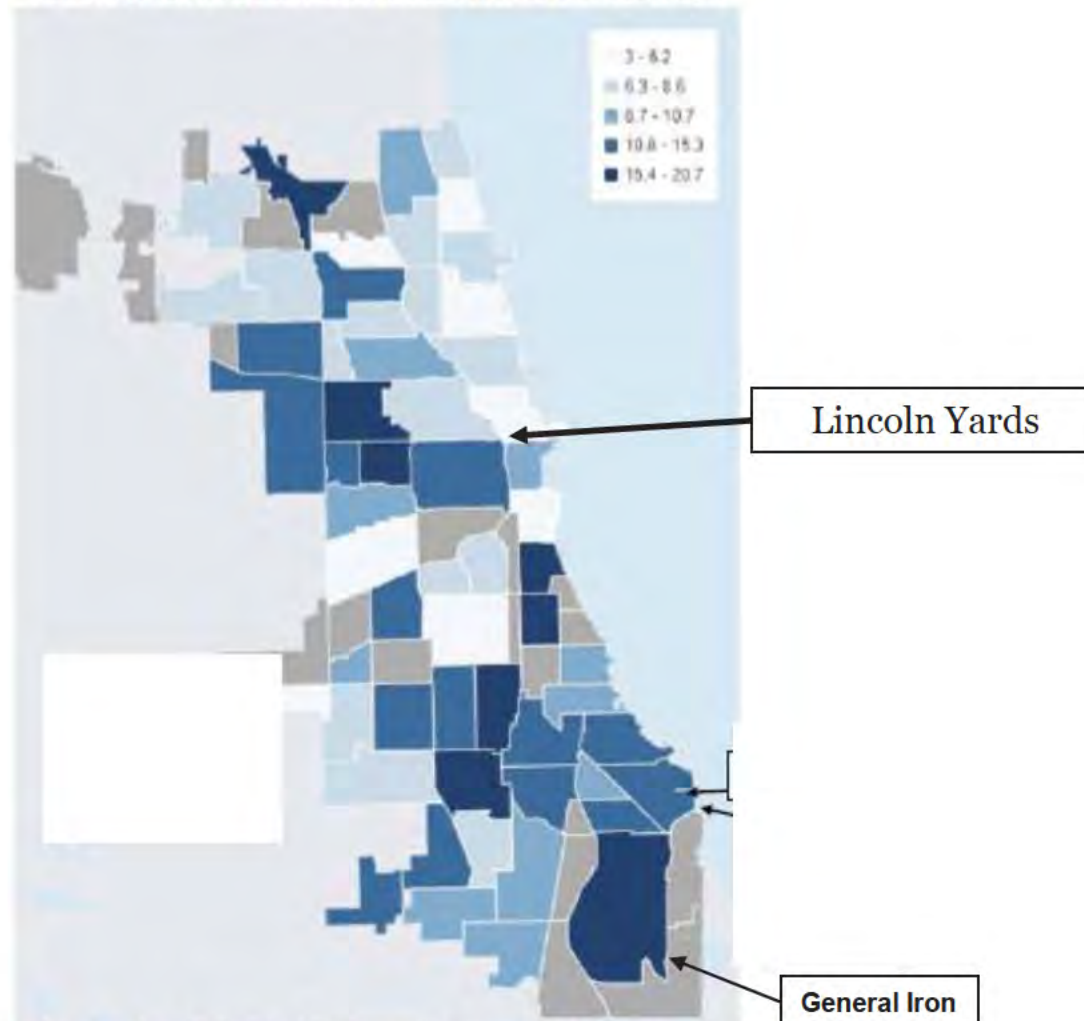 3 - 6.2
6.3 - 8.6
8.7 - 10.7
10.8 - 15.3
15.4 - 20.7
Lincoln Yards
General Iron